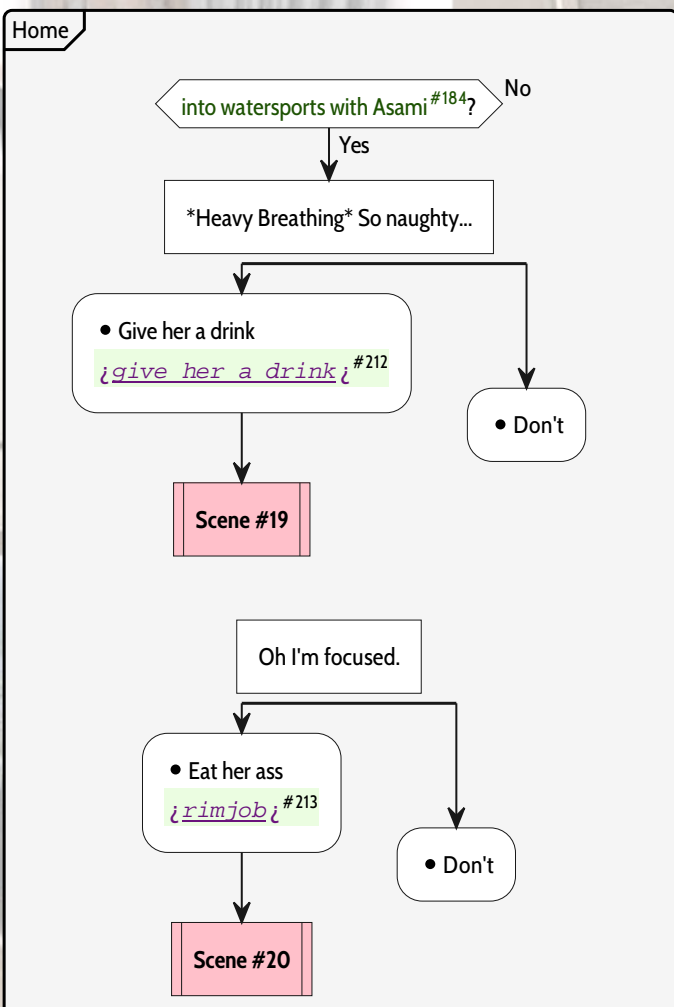 Home
into watersports with Asami #184?
No
Yes
*Heavy Breathing* So naughty...
• Give her a drink
¿give her a drink¿ #212
• Don't
Scene #19
Oh I'm focused.
• Eat her ass
¿rimjob¿ #213
• Don't
Scene #20